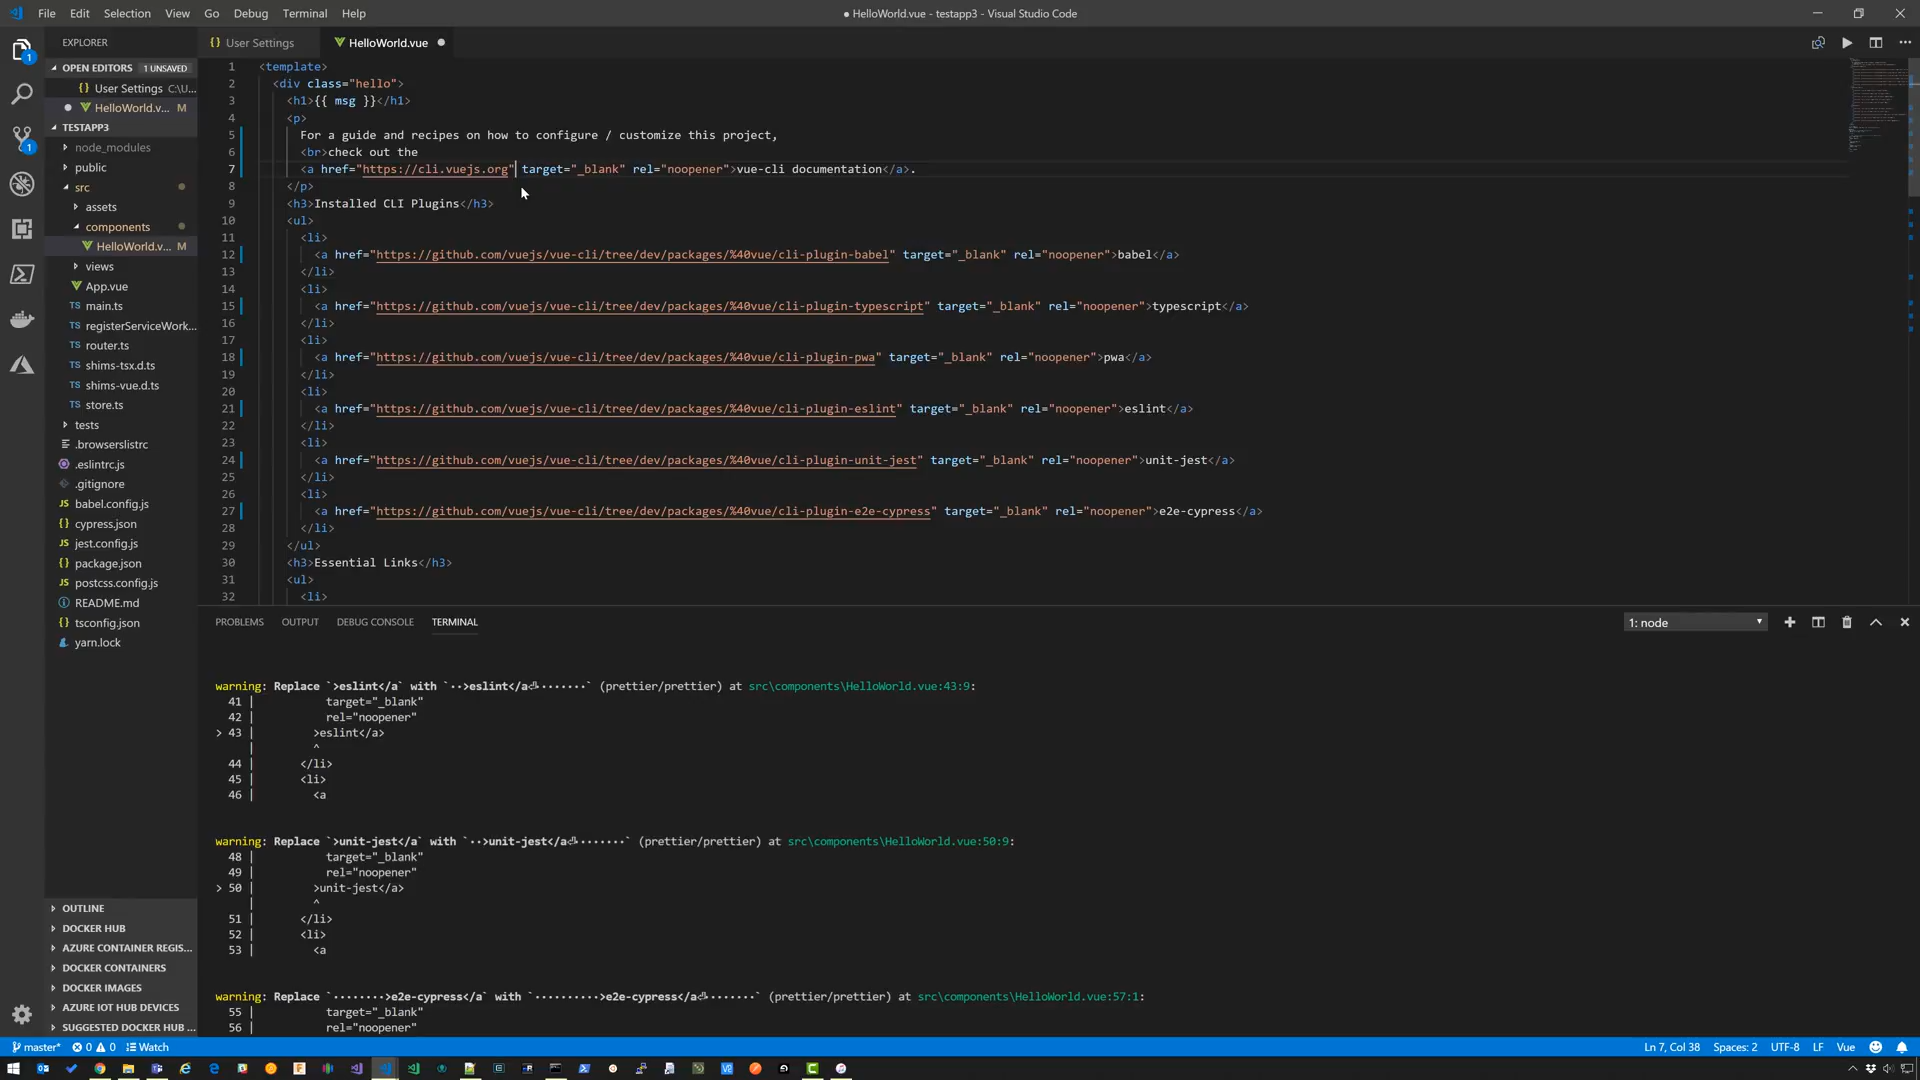 File Edit Selection View Go Debug Terminal Help
● HelloWorld.vue - testapp3 - Visual Studio Code
EXPLORER
OPEN EDITORS 1 UNSAVED
{} User Settings C:\U...
HelloWorld.v... M
TESTAPP3
node_modules
public
src
assets
components
HelloWorld.v... M
views
App.vue
TS main.ts
TS registerServiceWork...
TS router.ts
TS shims-tsx.d.ts
TS shims-vue.d.ts
TS store.ts
tests
.browserslistrc
.eslintrc.js
.gitignore
JS babel.config.js
{} cypress.json
JS jest.config.js
{} package.json
JS postcss.config.js
README.md
{} tsconfig.json
yarn.lock
OUTLINE
DOCKER HUB
AZURE CONTAINER REGIS...
DOCKER CONTAINERS
DOCKER IMAGES
AZURE IOT HUB DEVICES
SUGGESTED DOCKER HUB ...
{} User Settings
HelloWorld.vue ●
1 <template>
2 <div class="hello">
3 <h1>{{ msg }}</h1>
4 <p>
5 For a guide and recipes on how to configure / customize this project,
6 <br>check out the
7 <a href="https://cli.vuejs.org" target="_blank" rel="noopener">vue-cli documentation</a>.
8 </p>
9 <h3>Installed CLI Plugins</h3>
10 <ul>
11 <li>
12 <a href="https://github.com/vuejs/vue-cli/tree/dev/packages/%40vue/cli-plugin-babel" target="_blank" rel="noopener">babel</a>
13 </li>
14 <li>
15 <a href="https://github.com/vuejs/vue-cli/tree/dev/packages/%40vue/cli-plugin-typescript" target="_blank" rel="noopener">typescript</a>
16 </li>
17 <li>
18 <a href="https://github.com/vuejs/vue-cli/tree/dev/packages/%40vue/cli-plugin-pwa" target="_blank" rel="noopener">pwa</a>
19 </li>
20 <li>
21 <a href="https://github.com/vuejs/vue-cli/tree/dev/packages/%40vue/cli-plugin-eslint" target="_blank" rel="noopener">eslint</a>
22 </li>
23 <li>
24 <a href="https://github.com/vuejs/vue-cli/tree/dev/packages/%40vue/cli-plugin-unit-jest" target="_blank" rel="noopener">unit-jest</a>
25 </li>
26 <li>
27 <a href="https://github.com/vuejs/vue-cli/tree/dev/packages/%40vue/cli-plugin-e2e-cypress" target="_blank" rel="noopener">e2e-cypress</a>
28 </li>
29 </ul>
30 <h3>Essential Links</h3>
31 <ul>
32 <li>
PROBLEMS OUTPUT DEBUG CONSOLE TERMINAL
1: node
warning: Replace `>eslint</a` with `··>eslint</a⏎·······` (prettier/prettier) at src\components\HelloWorld.vue:43:9:
41 | target="_blank"
42 | rel="noopener"
> 43 | >eslint</a>
| ^
44 | </li>
45 | <li>
46 | <a
warning: Replace `>unit-jest</a` with `··>unit-jest</a⏎·······` (prettier/prettier) at src\components\HelloWorld.vue:50:9:
48 | target="_blank"
49 | rel="noopener"
> 50 | >unit-jest</a>
| ^
51 | </li>
52 | <li>
53 | <a
warning: Replace `········>e2e-cypress</a` with `··········>e2e-cypress</a⏎·······` (prettier/prettier) at src\components\HelloWorld.vue:57:1:
55 | target="_blank"
56 | rel="noopener"
master* 0 0 Watch
Ln 7, Col 38 Spaces: 2 UTF-8 LF Vue